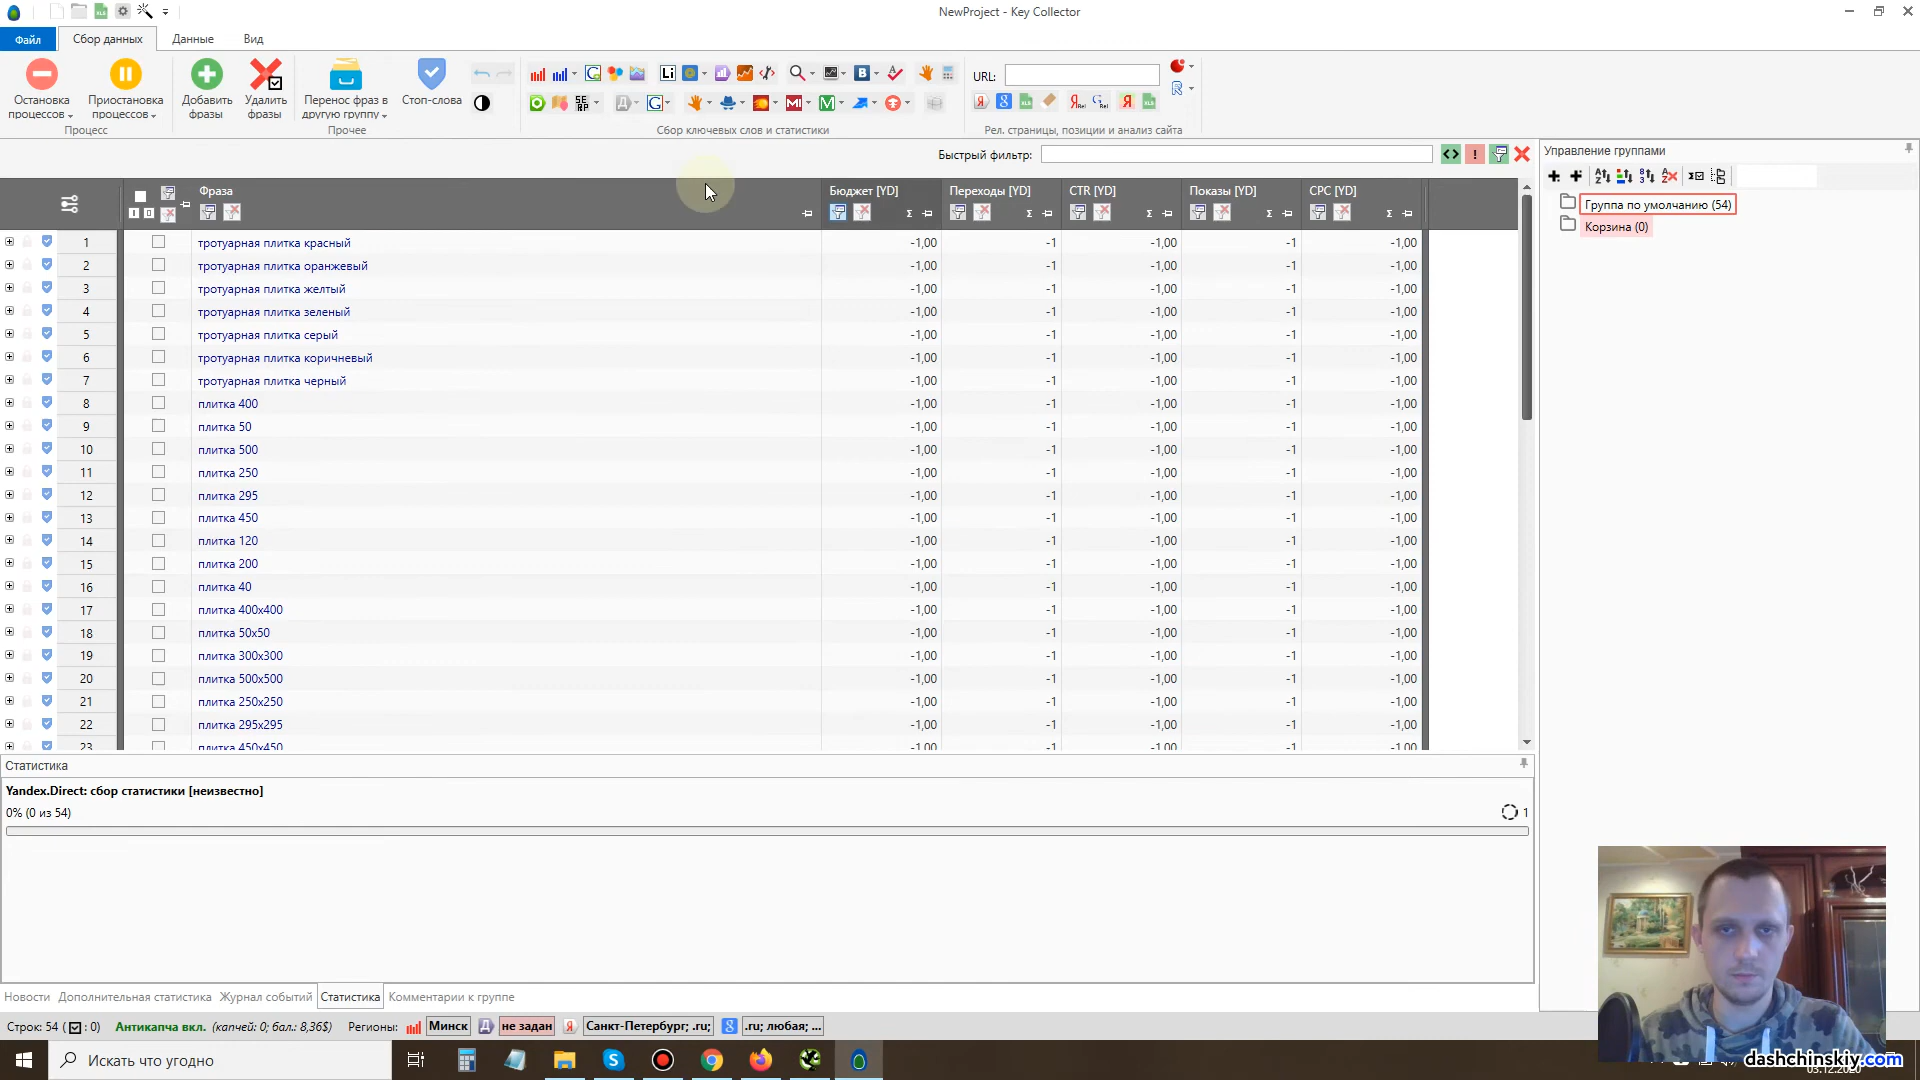 NewProject - Key Collector
Файл
Сбор данных
Данные
Вид
Остановка процессов
Приостановка процессов
Добавить фразы
Удалить фразы
Перенос фраз в другую группу
Стоп-слова
URL:
Процесс
Прочее
Сбор ключевых слов и статистики
Рел. страницы, позиции и анализ сайта
Быстрый фильтр:
Управление группами
Группа по умолчанию (54)
Корзина (0)
Фраза Бюджет [YD] Переходы [YD] CTR [YD] Показы [YD] CPC [YD]
1 тротуарная плитка красный -1,00 -1 -1,00 -1 -1,00
2 тротуарная плитка оранжевый -1,00 -1 -1,00 -1 -1,00
3 тротуарная плитка желтый -1,00 -1 -1,00 -1 -1,00
4 тротуарная плитка зеленый -1,00 -1 -1,00 -1 -1,00
5 тротуарная плитка серый -1,00 -1 -1,00 -1 -1,00
6 тротуарная плитка коричневый -1,00 -1 -1,00 -1 -1,00
7 тротуарная плитка черный -1,00 -1 -1,00 -1 -1,00
8 плитка 400 -1,00 -1 -1,00 -1 -1,00
9 плитка 50 -1,00 -1 -1,00 -1 -1,00
10 плитка 500 -1,00 -1 -1,00 -1 -1,00
11 плитка 250 -1,00 -1 -1,00 -1 -1,00
12 плитка 295 -1,00 -1 -1,00 -1 -1,00
13 плитка 450 -1,00 -1 -1,00 -1 -1,00
14 плитка 120 -1,00 -1 -1,00 -1 -1,00
15 плитка 200 -1,00 -1 -1,00 -1 -1,00
16 плитка 40 -1,00 -1 -1,00 -1 -1,00
17 плитка 400x400 -1,00 -1 -1,00 -1 -1,00
18 плитка 50x50 -1,00 -1 -1,00 -1 -1,00
19 плитка 300x300 -1,00 -1 -1,00 -1 -1,00
20 плитка 500x500 -1,00 -1 -1,00 -1 -1,00
21 плитка 250x250 -1,00 -1 -1,00 -1 -1,00
22 плитка 295x295 -1,00 -1 -1,00 -1 -1,00
23 плитка 450x450 -1,00 -1 -1,00 -1 -1,00
Статистика
Yandex.Direct: сбор статистики [неизвестно]
0% (0 из 54)
1
Новости Дополнительная статистика Журнал событий Статистика Комментарии к группе
Строк: 54 ( : 0) Антикапча вкл. (капчей: 0; бал.: 8,36$) Регионы: Минск не задан Санкт-Петербург; .ru; .ru; любая; ...
Искать что угодно
dashchinskiy.com
03.12.2020